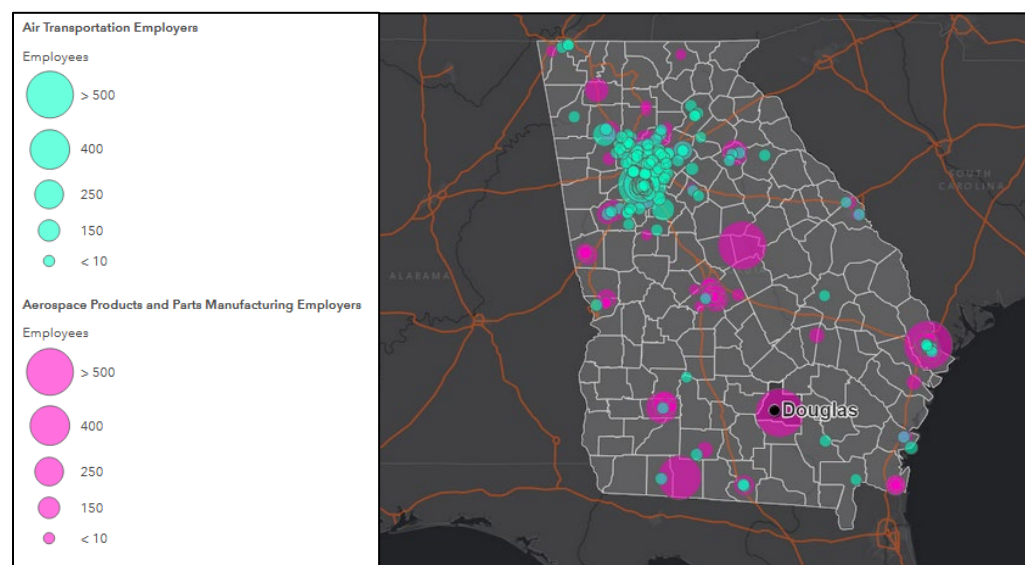 Air Transportation Employers
Employees
> 500
400
250
150
< 10
Aerospace Products and Parts Manufacturing Employers
Employees
> 500
400
250
150
< 10
SOUTH
CAROLINA
ALABAMA
Douglas